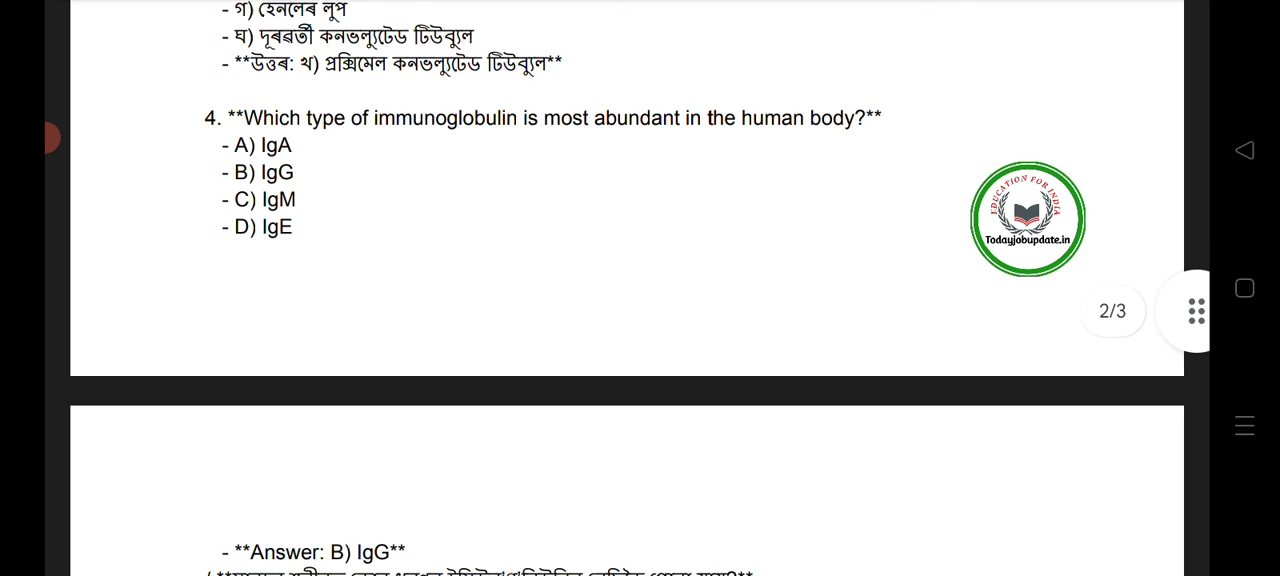 - গ) হেনলেৰ লুপ
- ঘ) দূৰৱৰ্তী কনভল্যুটেড টিউব্যুল
- **উত্তৰ: খ) প্ৰক্সিমেল কনভল্যুটেড টিউব্যুল**
4. **Which type of immunoglobulin is most abundant in the human body?**
- A) IgA
- B) IgG
- C) IgM
- D) IgE
EDUCATION FOR INDIA
Todayjobupdate.in
2/3
- **Answer: B) IgG**